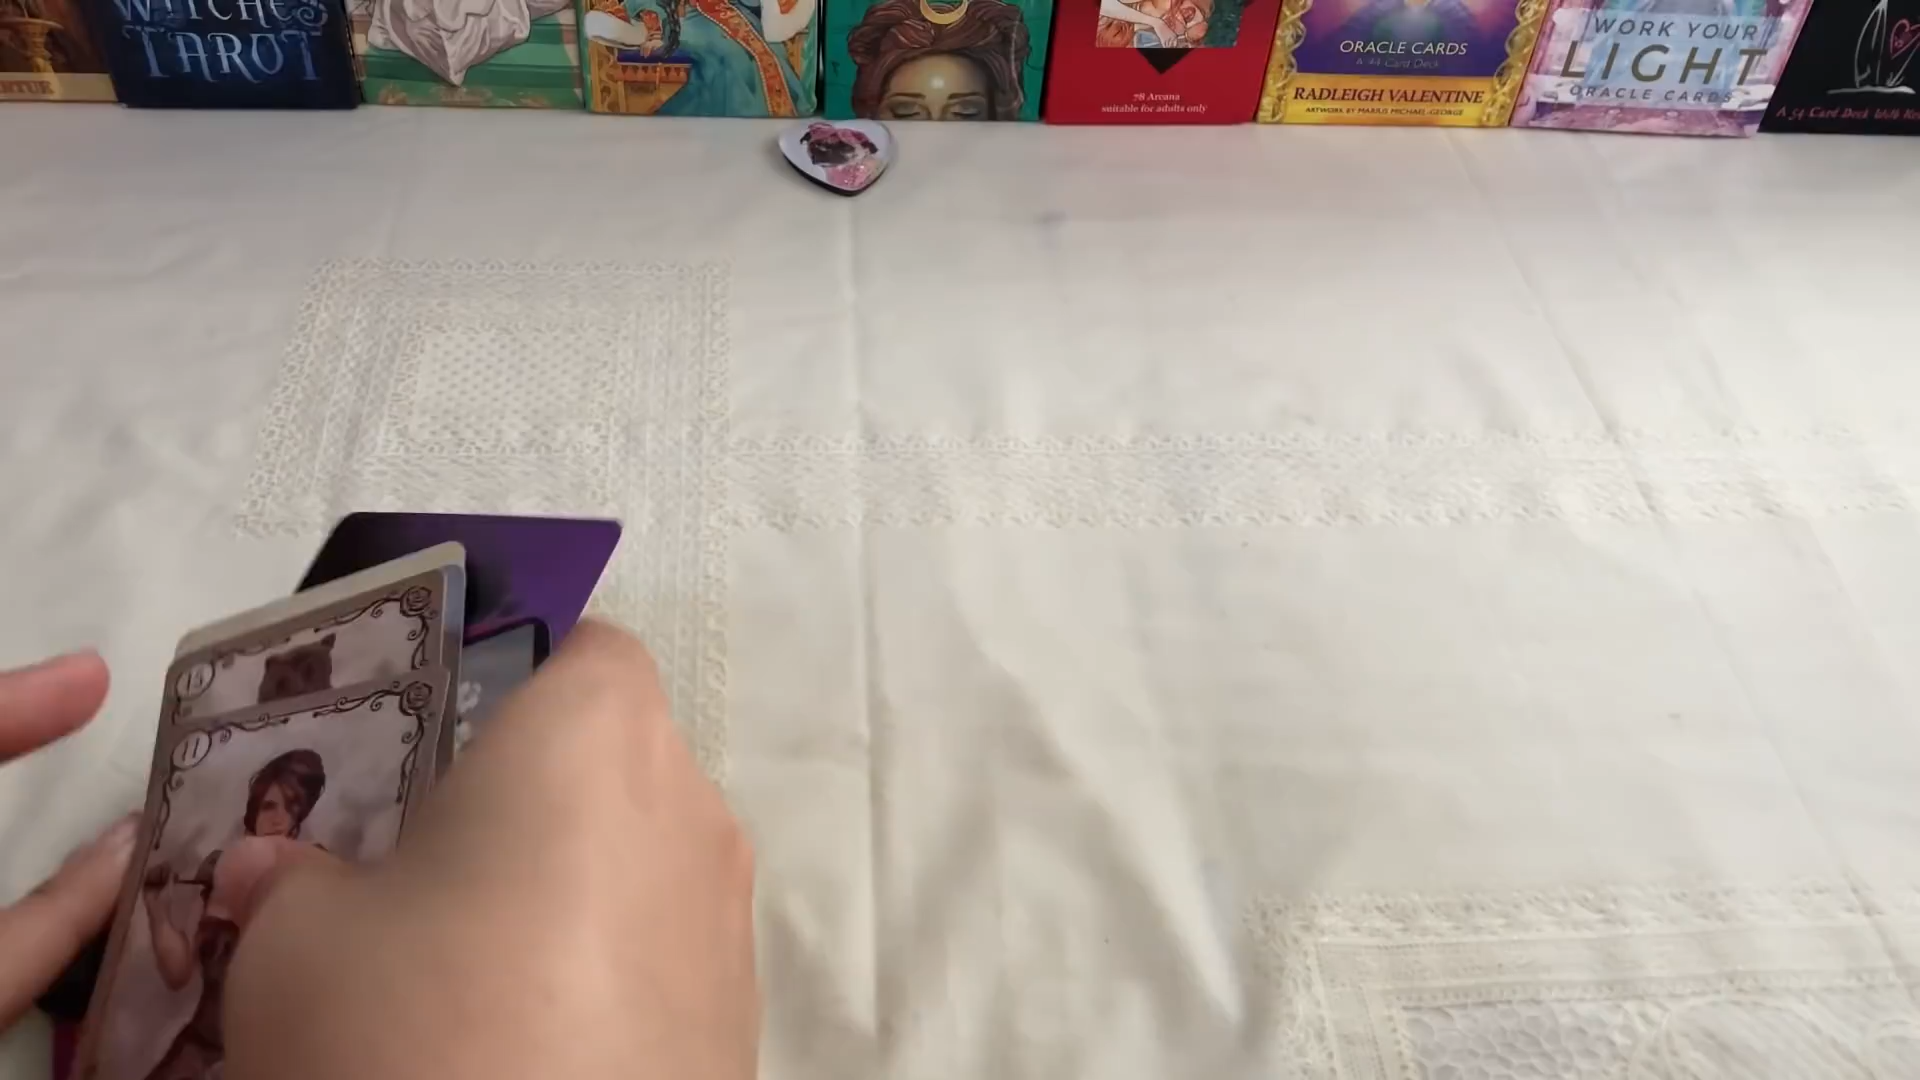 WITCHES
TAROT
78 Arcana
suitable for adults only
ORACLE CARDS
A 44 Card Deck
RADLEIGH VALENTINE
ARTWORK BY MARIUS MICHAEL-GEORGE
WORK YOUR
LIGHT
ORACLE CARDS
A 54 Card Deck With
11